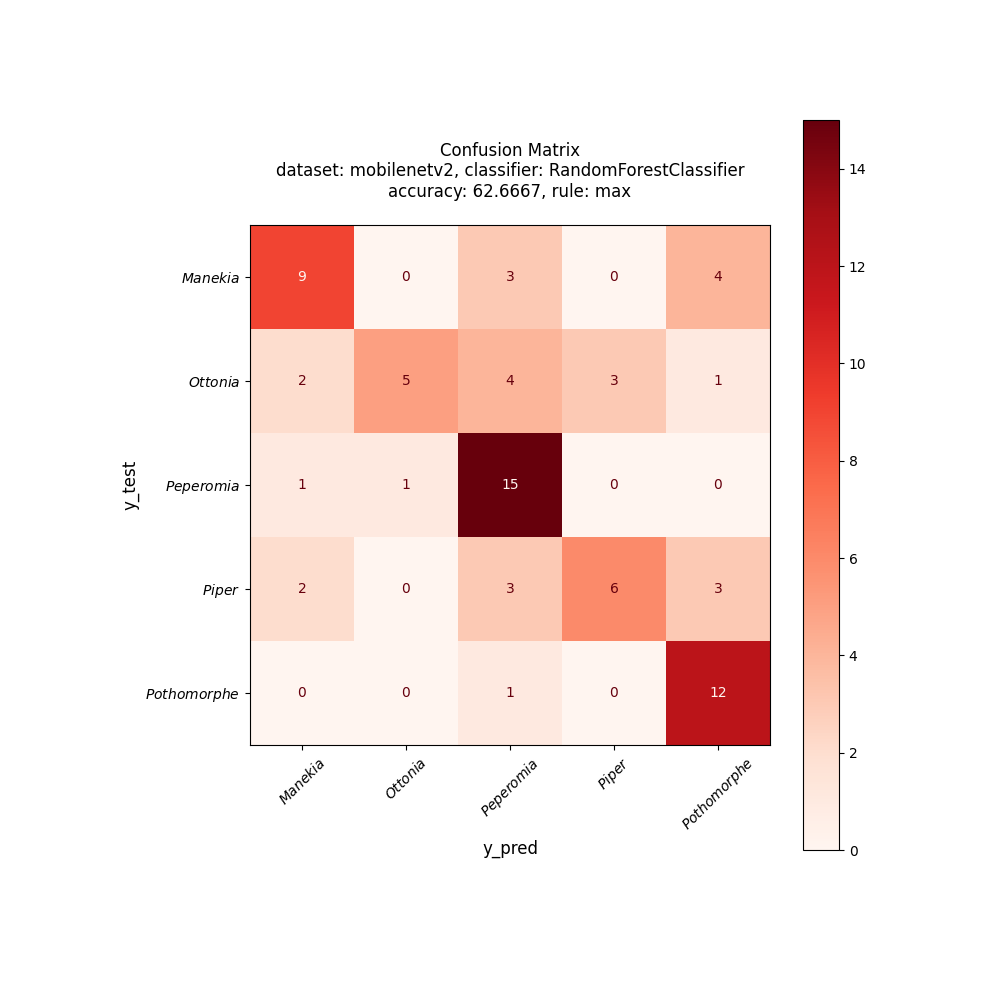 Confusion Matrix
dataset: mobilenetv2, classifier: RandomForestClassifier
accuracy: 62.6667, rule: max
Manekia 9 0 3 0 4
Ottonia 2 5 4 3 1
Peperomia 1 1 15 0 0
Piper 2 0 3 6 3
Pothomorphe 0 0 1 0 12
y_test
Manekia Ottonia Peperomia Piper Pothomorphe
y_pred
14
12
10
8
6
4
2
0